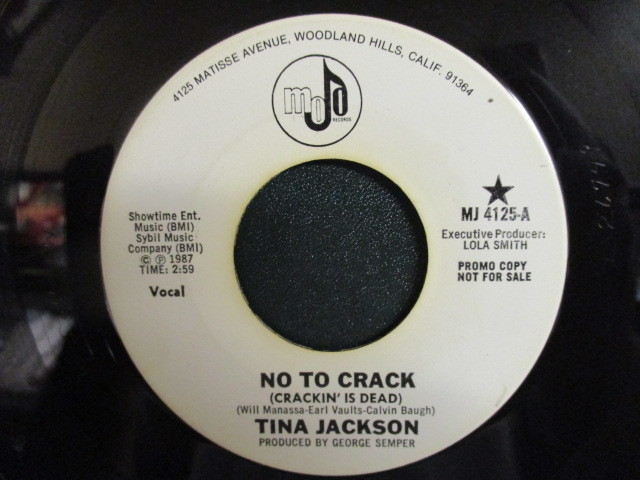 4125 MATISSE AVENUE, WOODLAND HILLS, CALIF. 91364
mojo
RECORDS
Showtime Ent.
Music (BMI)
Sybil Music
Company (BMI)
© ℗ 1987
TIME: 2:59
Vocal
★
MJ 4125-A
Executive Producer:
LOLA SMITH
PROMO COPY
NOT FOR SALE
NO TO CRACK
(CRACKIN' IS DEAD)
(Will Manassa-Earl Vaults-Calvin Baugh)
TINA JACKSON
PRODUCED BY GEORGE SEMPER